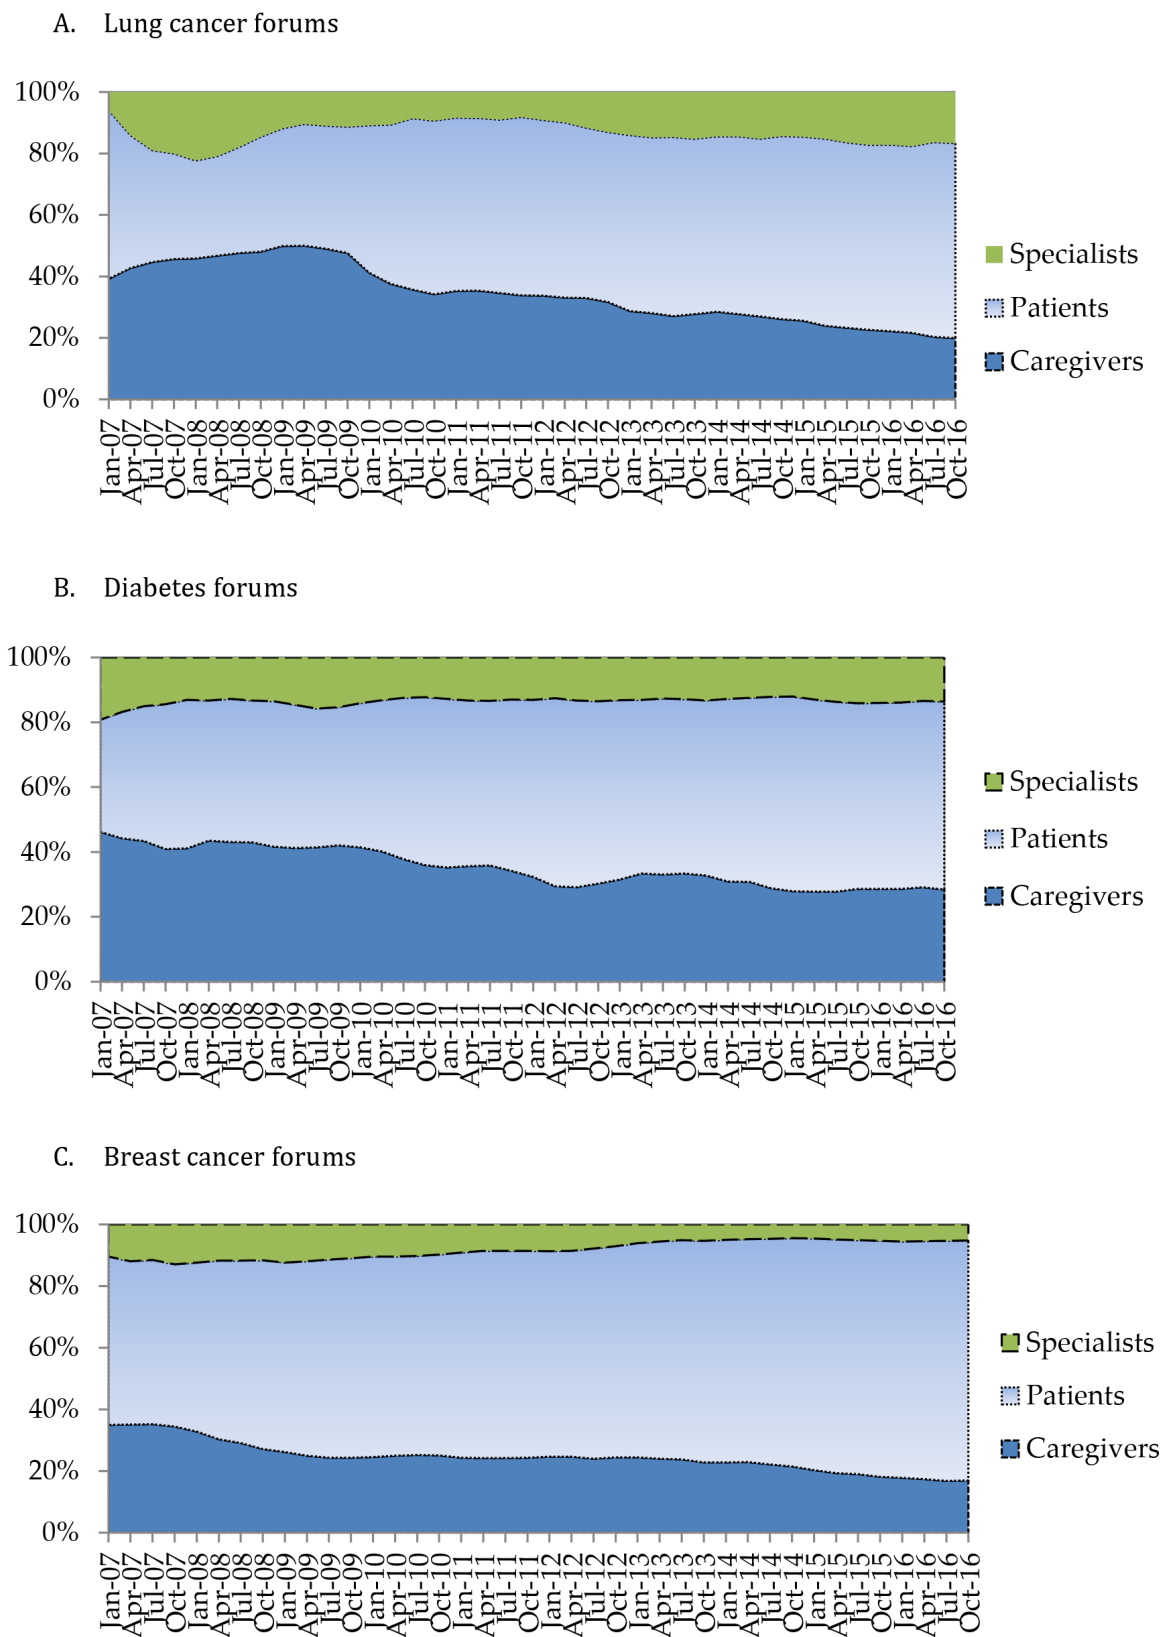 A. Lung cancer forums
100%
80%
60%
40%
20%
0%
Specialists
Patients
Caregivers
Jan-07 Apr-07 Jul-07 Oct-07 Jan-08 Apr-08 Jul-08 Oct-08 Jan-09 Apr-09 Jul-09 Oct-09 Jan-10 Apr-10 Jul-10 Oct-10 Jan-11 Apr-11 Jul-11 Oct-11 Jan-12 Apr-12 Jul-12 Oct-12 Jan-13 Apr-13 Jul-13 Oct-13 Jan-14 Apr-14 Jul-14 Oct-14 Jan-15 Apr-15 Jul-15 Oct-15 Jan-16 Apr-16 Jul-16 Oct-16
B. Diabetes forums
100%
80%
60%
40%
20%
0%
Specialists
Patients
Caregivers
Jan-07 Apr-07 Jul-07 Oct-07 Jan-08 Apr-08 Jul-08 Oct-08 Jan-09 Apr-09 Jul-09 Oct-09 Jan-10 Apr-10 Jul-10 Oct-10 Jan-11 Apr-11 Jul-11 Oct-11 Jan-12 Apr-12 Jul-12 Oct-12 Jan-13 Apr-13 Jul-13 Oct-13 Jan-14 Apr-14 Jul-14 Oct-14 Jan-15 Apr-15 Jul-15 Oct-15 Jan-16 Apr-16 Jul-16 Oct-16
C. Breast cancer forums
100%
80%
60%
40%
20%
0%
Specialists
Patients
Caregivers
Jan-07 Apr-07 Jul-07 Oct-07 Jan-08 Apr-08 Jul-08 Oct-08 Jan-09 Apr-09 Jul-09 Oct-09 Jan-10 Apr-10 Jul-10 Oct-10 Jan-11 Apr-11 Jul-11 Oct-11 Jan-12 Apr-12 Jul-12 Oct-12 Jan-13 Apr-13 Jul-13 Oct-13 Jan-14 Apr-14 Jul-14 Oct-14 Jan-15 Apr-15 Jul-15 Oct-15 Jan-16 Apr-16 Jul-16 Oct-16